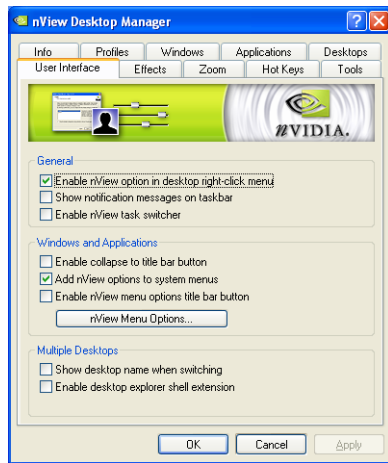 nView Desktop Manager
Info Profiles Windows Applications Desktops
User Interface Effects Zoom Hot Keys Tools
NVIDIA.
General
Enable nView option in desktop right-click menu
Show notification messages on taskbar
Enable nView task switcher
Windows and Applications
Enable collapse to title bar button
Add nView options to system menus
Enable nView menu options title bar button
nView Menu Options...
Multiple Desktops
Show desktop name when switching
Enable desktop explorer shell extension
OK Cancel Apply